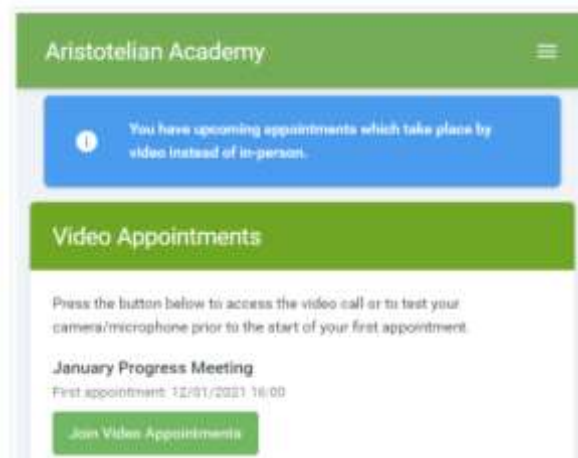 Aristotelian Academy
You have upcoming appointments which take place by
video instead of in-person.
Video Appointments
Press the button below to access the video call or to test your
camera/microphone prior to the start of your first appointment.
January Progress Meeting
First appointment: 12/01/2021 16:00
Join Video Appointments